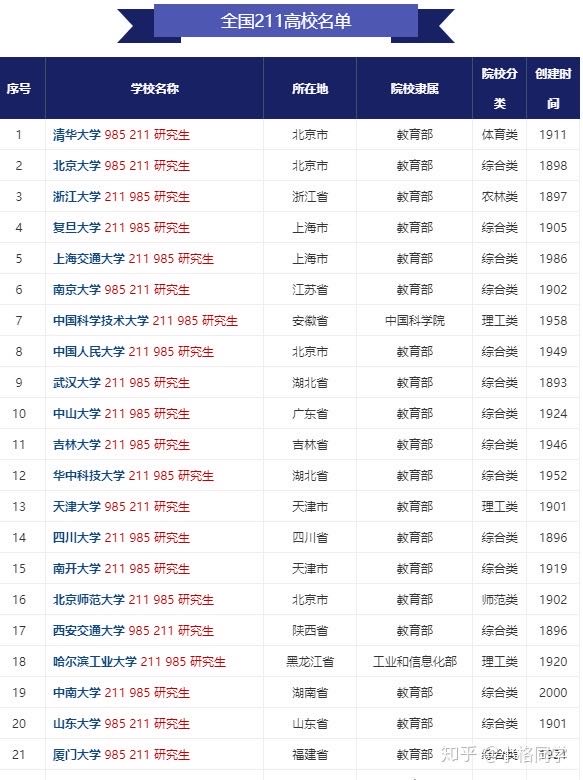 全国211高校名单
序号 学校名称 所在地 院校隶属 院校分类 创建时间
1 清华大学 985 211 研究生 北京市 教育部 体育类 1911
2 北京大学 985 211 研究生 北京市 教育部 综合类 1898
3 浙江大学 211 985 研究生 浙江省 教育部 农林类 1897
4 复旦大学 211 985 研究生 上海市 教育部 综合类 1905
5 上海交通大学 211 985 研究生 上海市 教育部 综合类 1986
6 南京大学 985 211 研究生 江苏省 教育部 综合类 1902
7 中国科学技术大学 211 985 研究生 安徽省 中国科学院 理工类 1958
8 中国人民大学 211 985 研究生 北京市 教育部 综合类 1949
9 武汉大学 211 985 研究生 湖北省 教育部 综合类 1893
10 中山大学 211 985 研究生 广东省 教育部 综合类 1924
11 吉林大学 211 985 研究生 吉林省 教育部 综合类 1946
12 华中科技大学 211 985 研究生 湖北省 教育部 综合类 1952
13 天津大学 985 211 研究生 天津市 教育部 理工类 1901
14 四川大学 211 985 研究生 四川省 教育部 综合类 1896
15 南开大学 211 985 研究生 天津市 教育部 综合类 1919
16 北京师范大学 211 985 研究生 北京市 教育部 师范类 1902
17 西安交通大学 985 211 研究生 陕西省 教育部 综合类 1896
18 哈尔滨工业大学 211 985 研究生 黑龙江省 工业和信息化部 理工类 1920
19 中南大学 211 985 研究生 湖南省 教育部 综合类 2000
20 山东大学 985 211 研究生 山东省 教育部 综合类 1901
21 厦门大学 985 211 研究生 福建省 教育部 综合类 1921
知乎